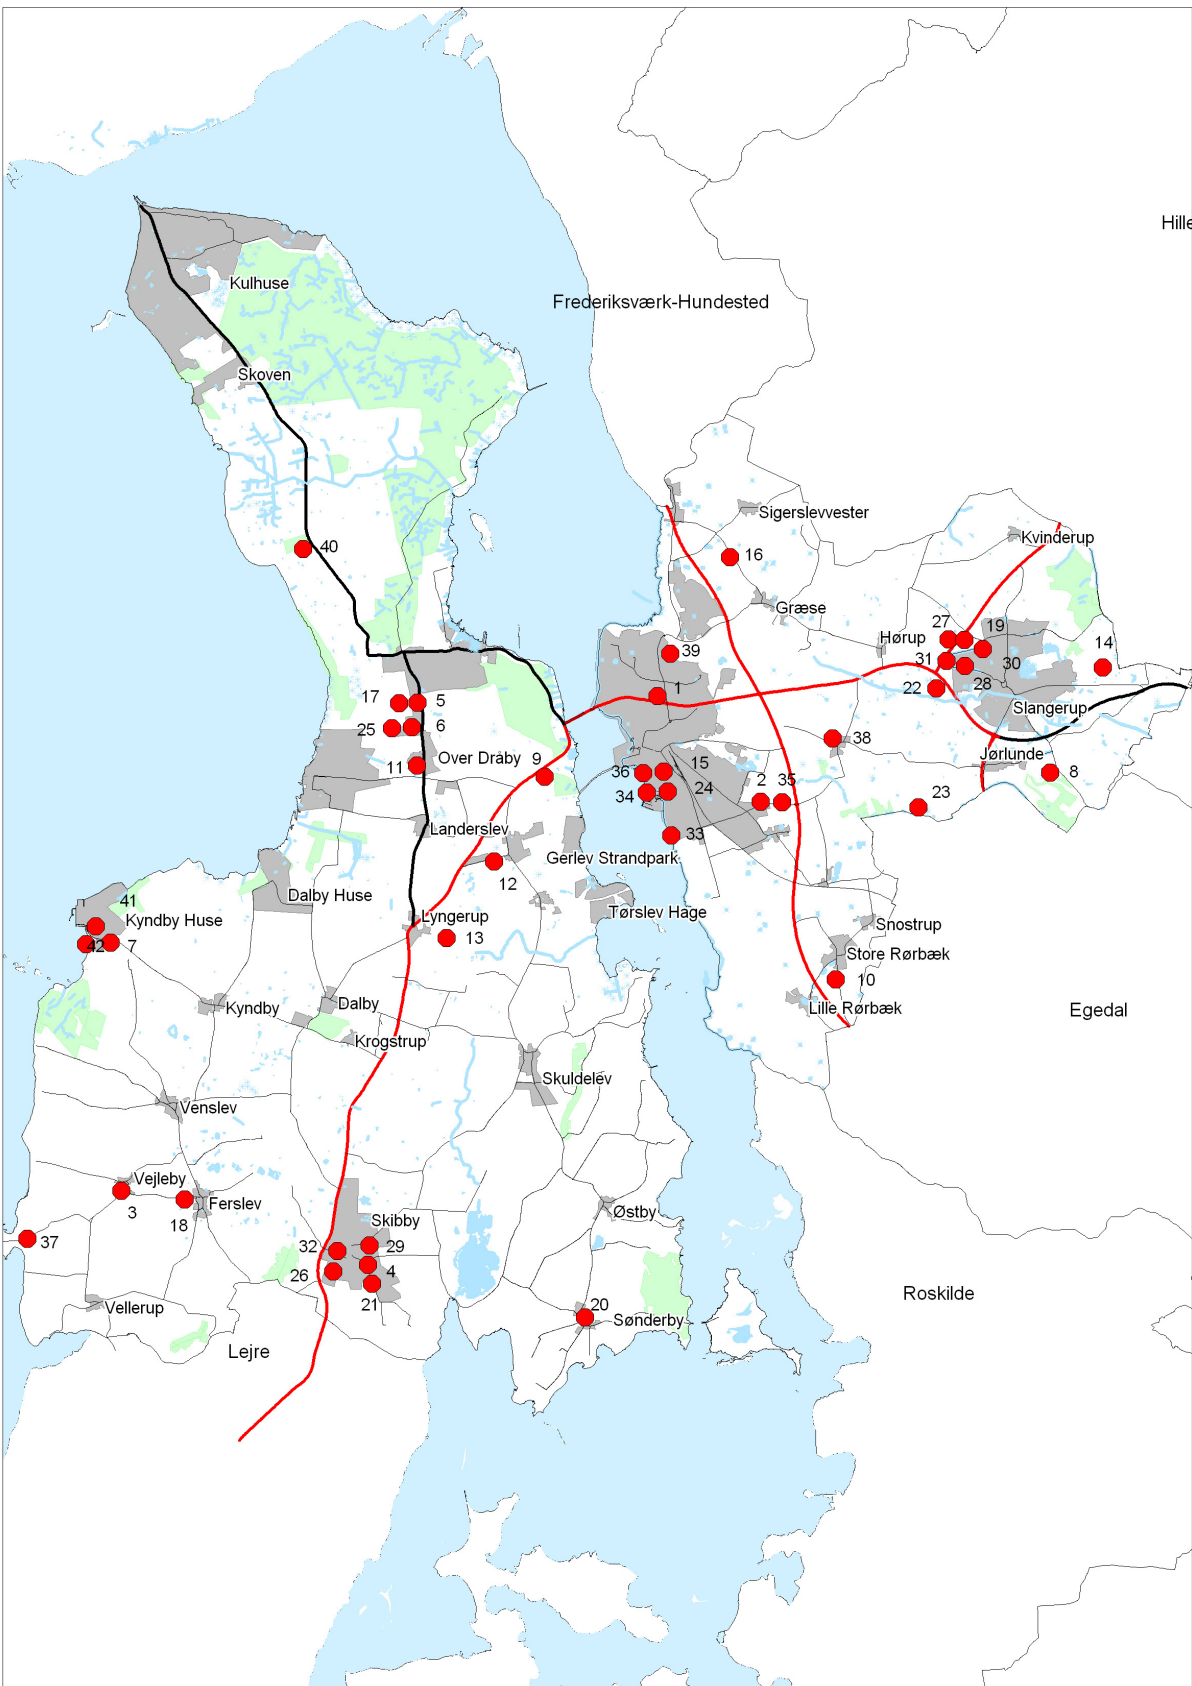 Hille
Kulhuse
Frederiksværk-Hundested
Skoven
Sigerslevvester
Kvinderup
40
16
Græse
27
19
Hørup
39
14
31
30
28
1
22
17
5
Slangerup
25
6
38
Over Dråby
Jørlunde
11
9
15
36
8
2
35
24
34
23
Landerslev
33
Gerlev Strandpark
12
Dalby Huse
41
Tørslev Hage
Kyndby Huse
Lyngerup
Snostrup
42
7
13
Store Rørbæk
10
Kyndby
Dalby
Lille Rørbæk
Egedal
Krogstrup
Skuldelev
Venslev
Vejleby
3
Ferslev
Østby
18
Skibby
37
32
29
26
4
Roskilde
21
Vellerup
20
Sønderby
Lejre